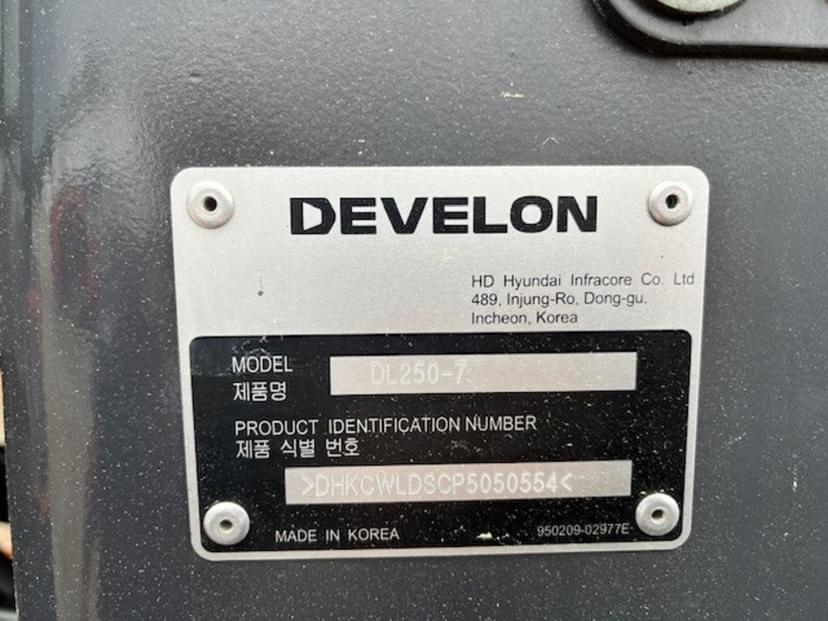 DEVELON
HD Hyundai Infracore Co. Ltd
489, Injung-Ro, Dong-gu.
Incheon, Korea
MODEL DL250-7
제품명
PRODUCT IDENTIFICATION NUMBER
제품 식별 번호
>DHKCWLDSCP5050554<
MADE IN KOREA 950209-02977E